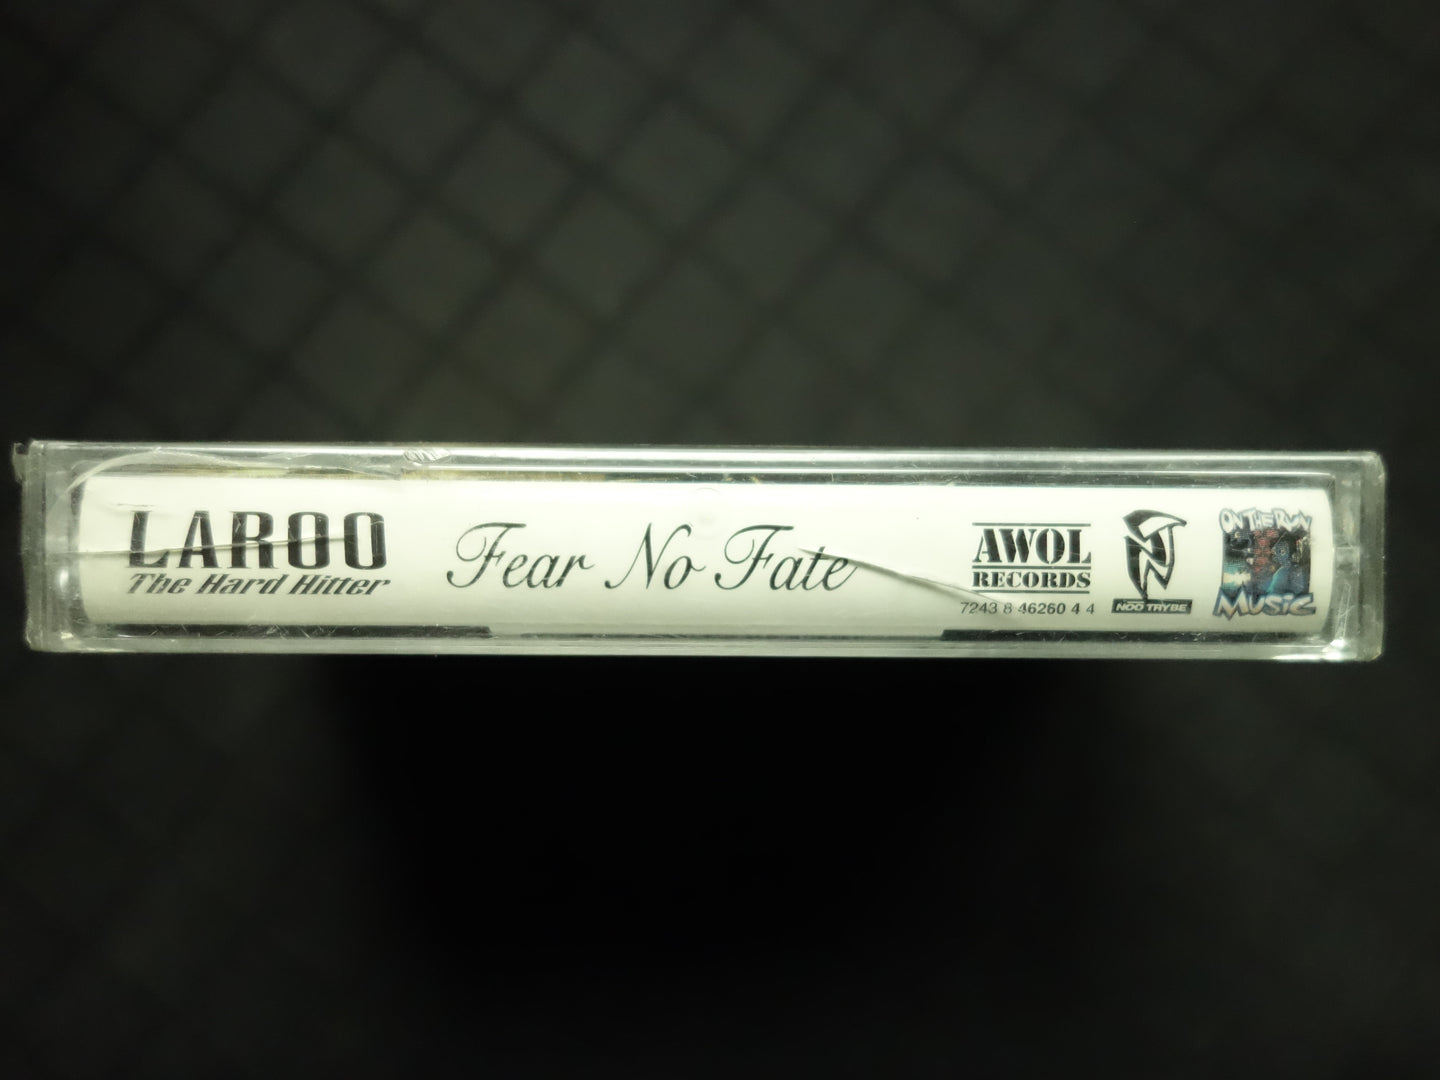 LAROO
The Hard Hitter
Fear No Fate
AWOL
RECORDS
7243 8 46260 4 4
NOO TRYBE
ON THE RUN
MUSIC